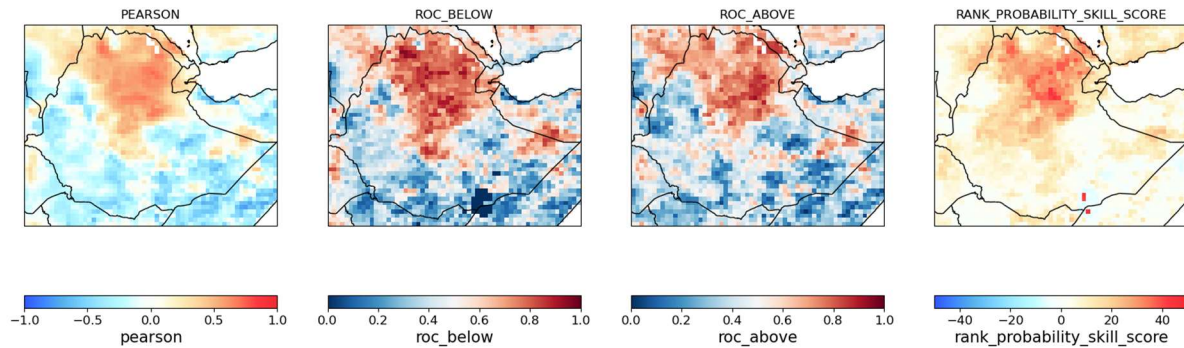 PEARSON
ROC_BELOW
ROC_ABOVE
RANK_PROBABILITY_SKILL_SCORE
−1.0 −0.5 0.0 0.5 1.0
pearson
0.0 0.2 0.4 0.6 0.8 1.0
roc_below
0.0 0.2 0.4 0.6 0.8 1.0
roc_above
−40 −20 0 20 40
rank_probability_skill_score